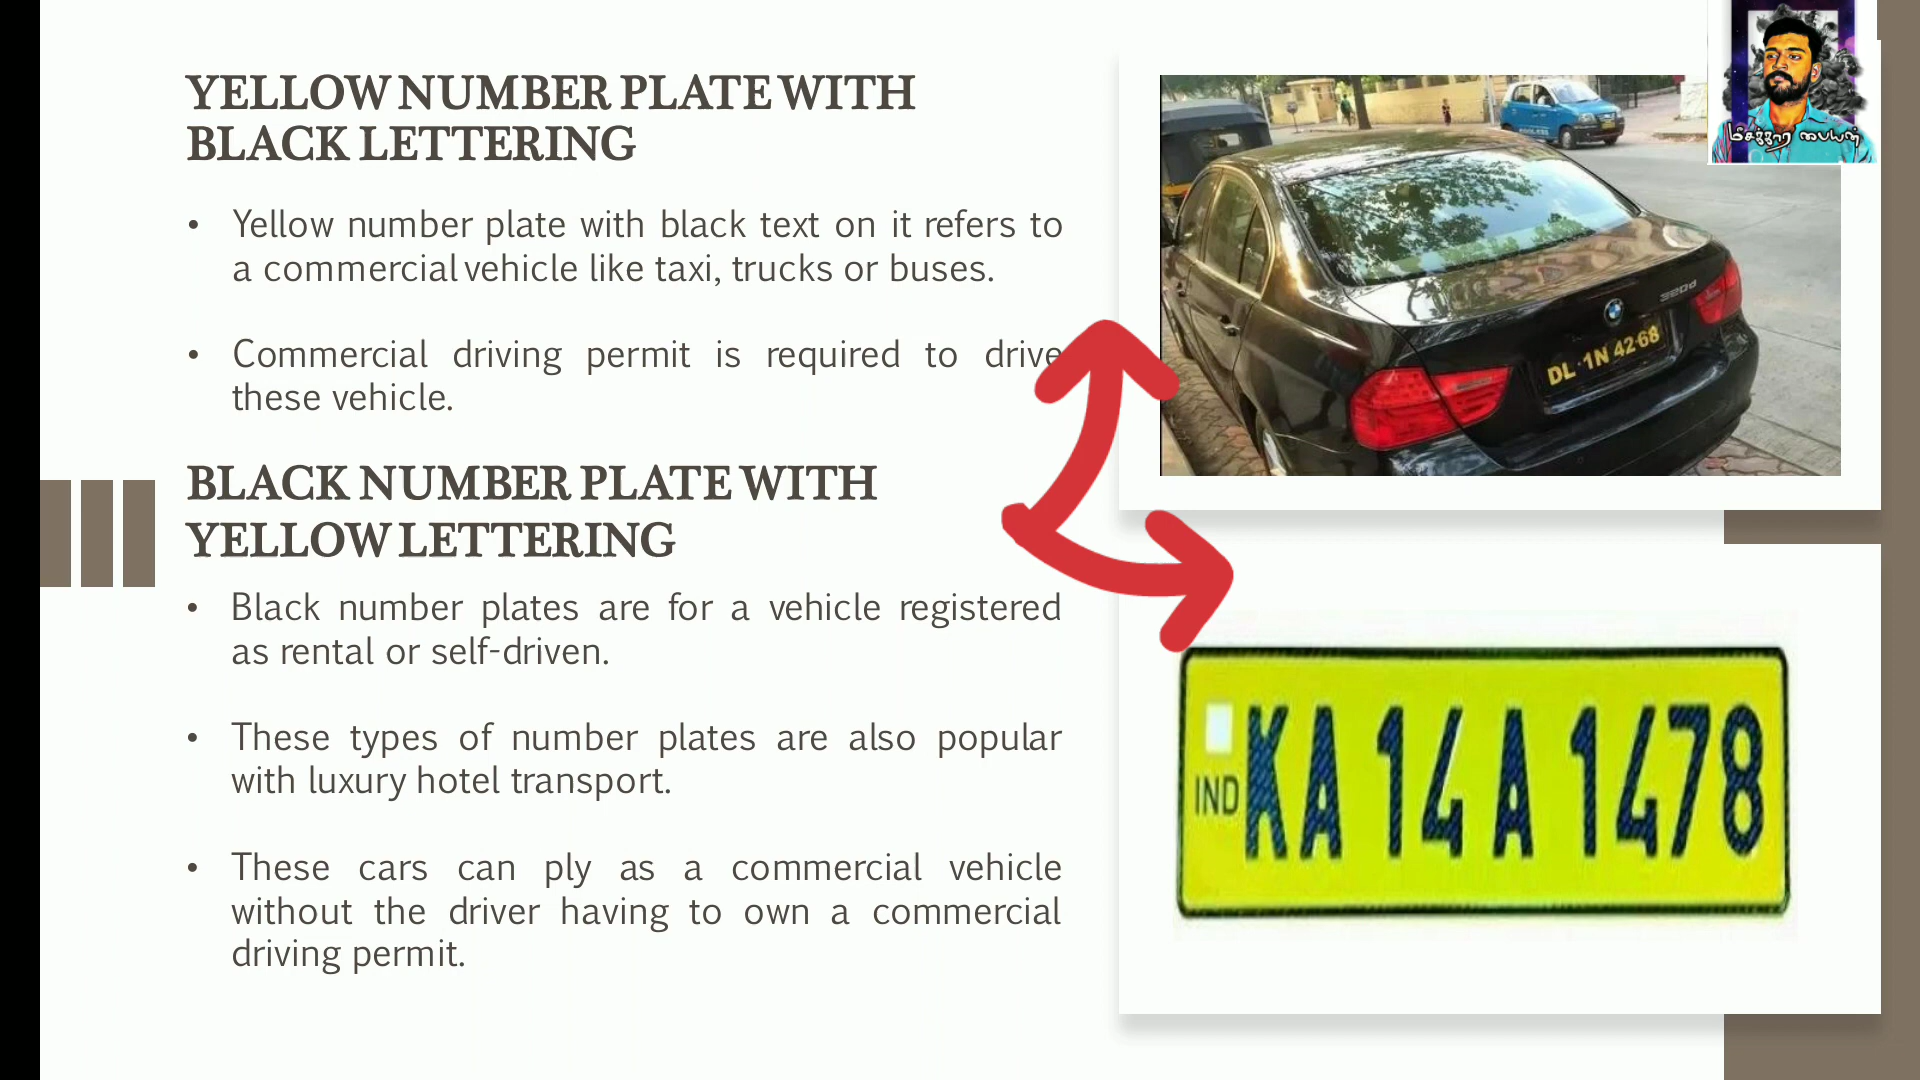 YELLOW NUMBER PLATE WITH
BLACK LETTERING
• Yellow number plate with black text on it refers to
a commercial vehicle like taxi, trucks or buses.
• Commercial driving permit is required to drive
these vehicle.
BLACK NUMBER PLATE WITH
YELLOW LETTERING
• Black number plates are for a vehicle registered
as rental or self-driven.
• These types of number plates are also popular
with luxury hotel transport.
• These cars can ply as a commercial vehicle
without the driver having to own a commercial
driving permit.
மீசக்கார பையன்
320d
DL 1N 4268
IND
KA 14 A 1478